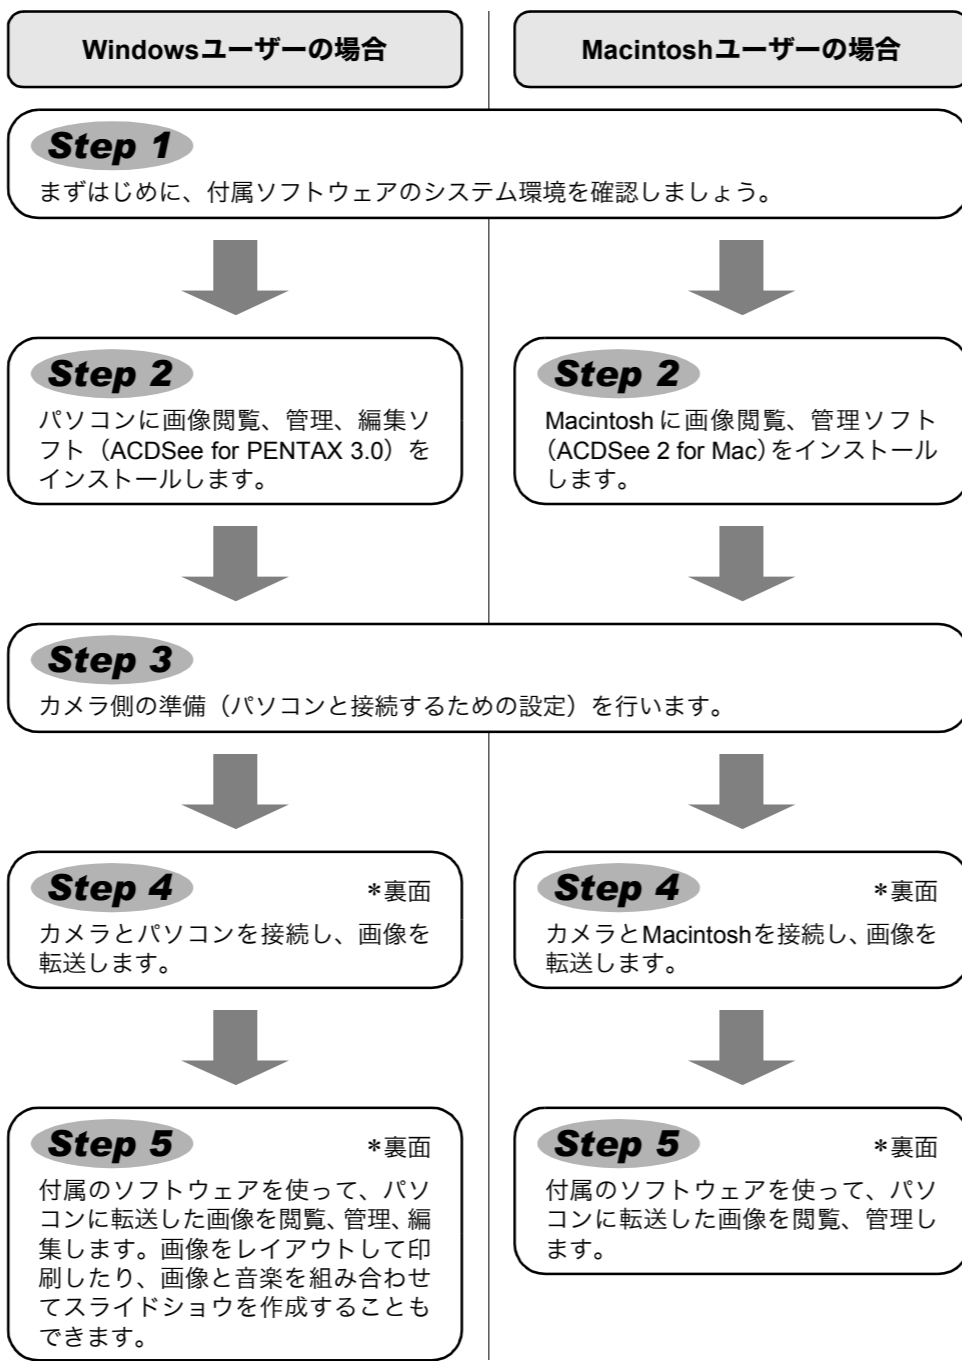 Windowsユーザーの場合
Macintoshユーザーの場合
Step 1
まずはじめに、付属ソフトウェアのシステム環境を確認しましょう。
Step 2
パソコンに画像閲覧、管理、編集ソ
フト（ACDSee for PENTAX 3.0）を
インストールします。
Step 2
Macintosh に画像閲覧、管理ソフト
（ACDSee 2 for Mac）をインストール
します。
Step 3
カメラ側の準備（パソコンと接続するための設定）を行います。
Step 4
*裏面
カメラとパソコンを接続し、画像を
転送します。
Step 4
*裏面
カメラとMacintoshを接続し、画像を
転送します。
Step 5
*裏面
付属のソフトウェアを使って、パソ
コンに転送した画像を閲覧、管理、編
集します。画像をレイアウトして印
刷したり、画像と音楽を組み合わせ
てスライドショウを作成することも
できます。
Step 5
*裏面
付属のソフトウェアを使って、パソ
コンに転送した画像を閲覧、管理し
ます。